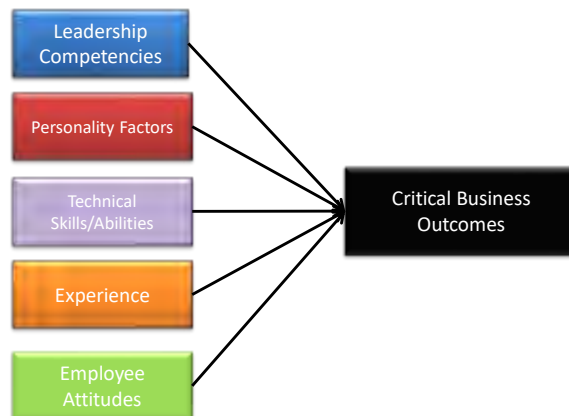 Leadership
Competencies
Personality Factors
Technical
Skills/Abilities
Experience
Employee
Attitudes
Critical Business
Outcomes